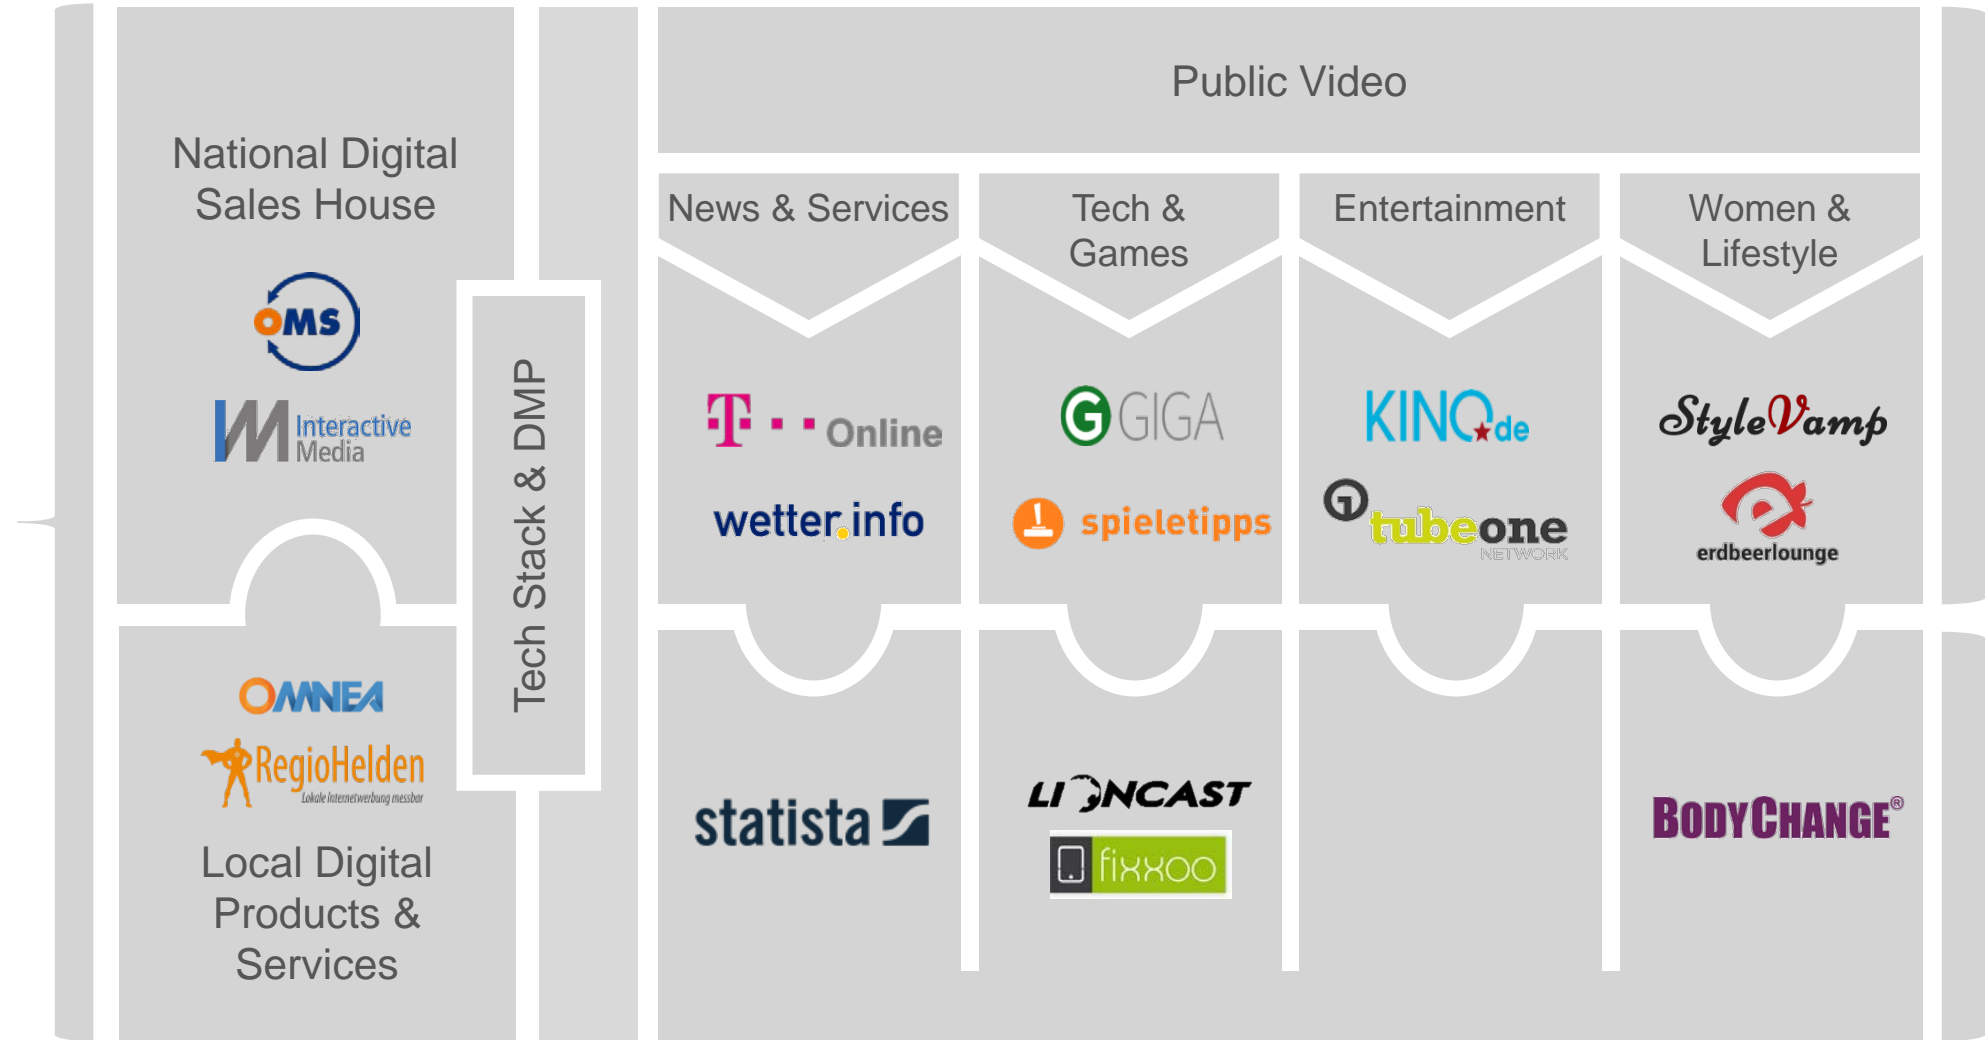 National Digital
Sales House
OMS
Interactive
Media
OMNEA
RegioHelden
Lokale Internetwerbung messbar
Local Digital
Products &
Services
Tech Stack & DMP
Public Video
News & Services
Tech &
Games
Entertainment
Women &
Lifestyle
T Online
GIGA
KINO.de
StyleVamp
wetter.info
spieletipps
tubeone
NETWORK
erdbeerlounge
statista
LIONCAST
fixxoo
BODYCHANGE®